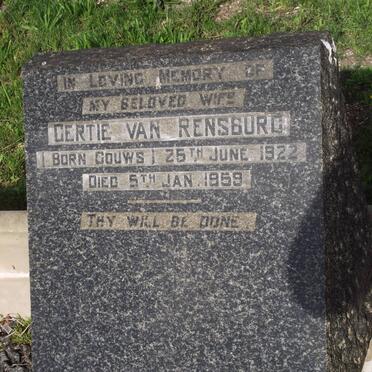 IN LOVING MEMORY OF
MY BELOVED WIFE
GERTIE VAN RENSBURG
(BORN GOUWS) 25TH JUNE 1922
DIED 5TH JAN. 1959
THY WILL BE DONE